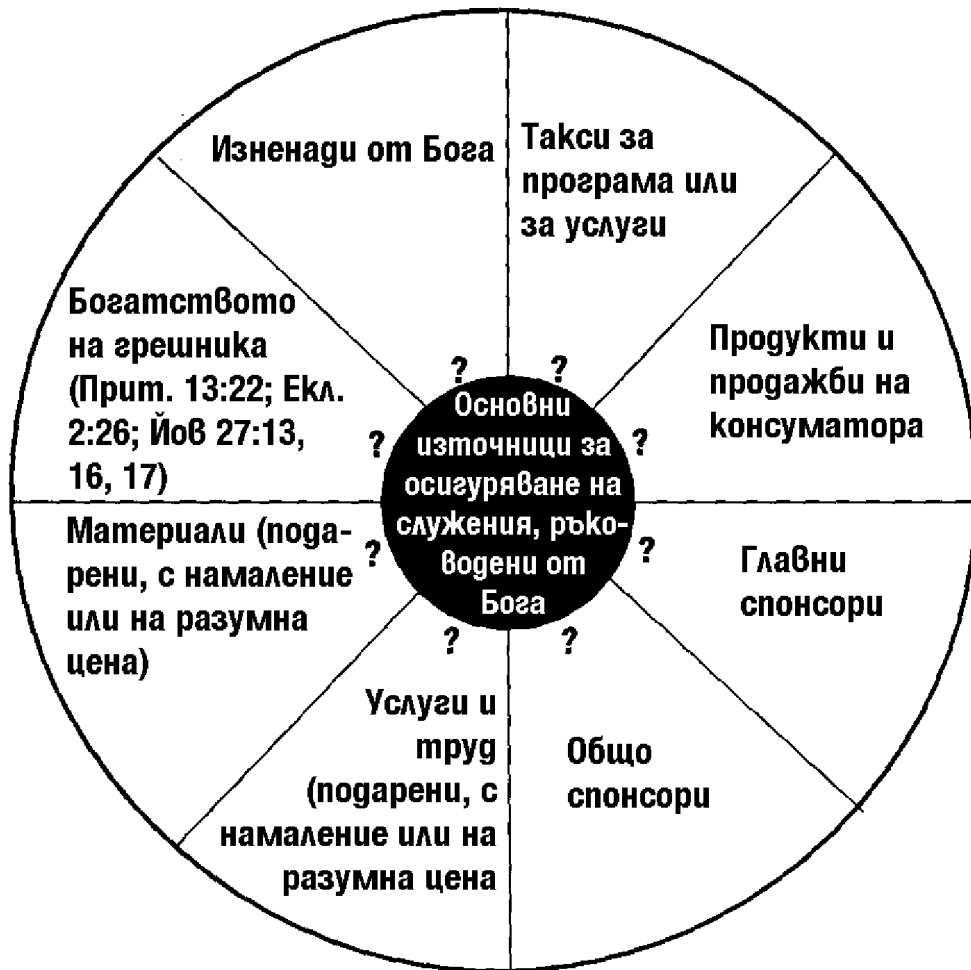 Изненади от Бога
Такси за
програма или
за услуги
Продукти и
продажби на
консуматора
Главни
спонсори
Общо
спонсори
Услуги и
труд
(подарени, с
намаление или на
разумна цена
Материали (пода-
рени, с намаление
или на разумна
цена)
Богатството
на грешника
(Прит. 13:22; Екл.
2:26; Йов 27:13,
16, 17)
?
?
?
?
?
?
?
?
Основни
източници за
осигуряване на
служения, ръко-
водени от
Бога